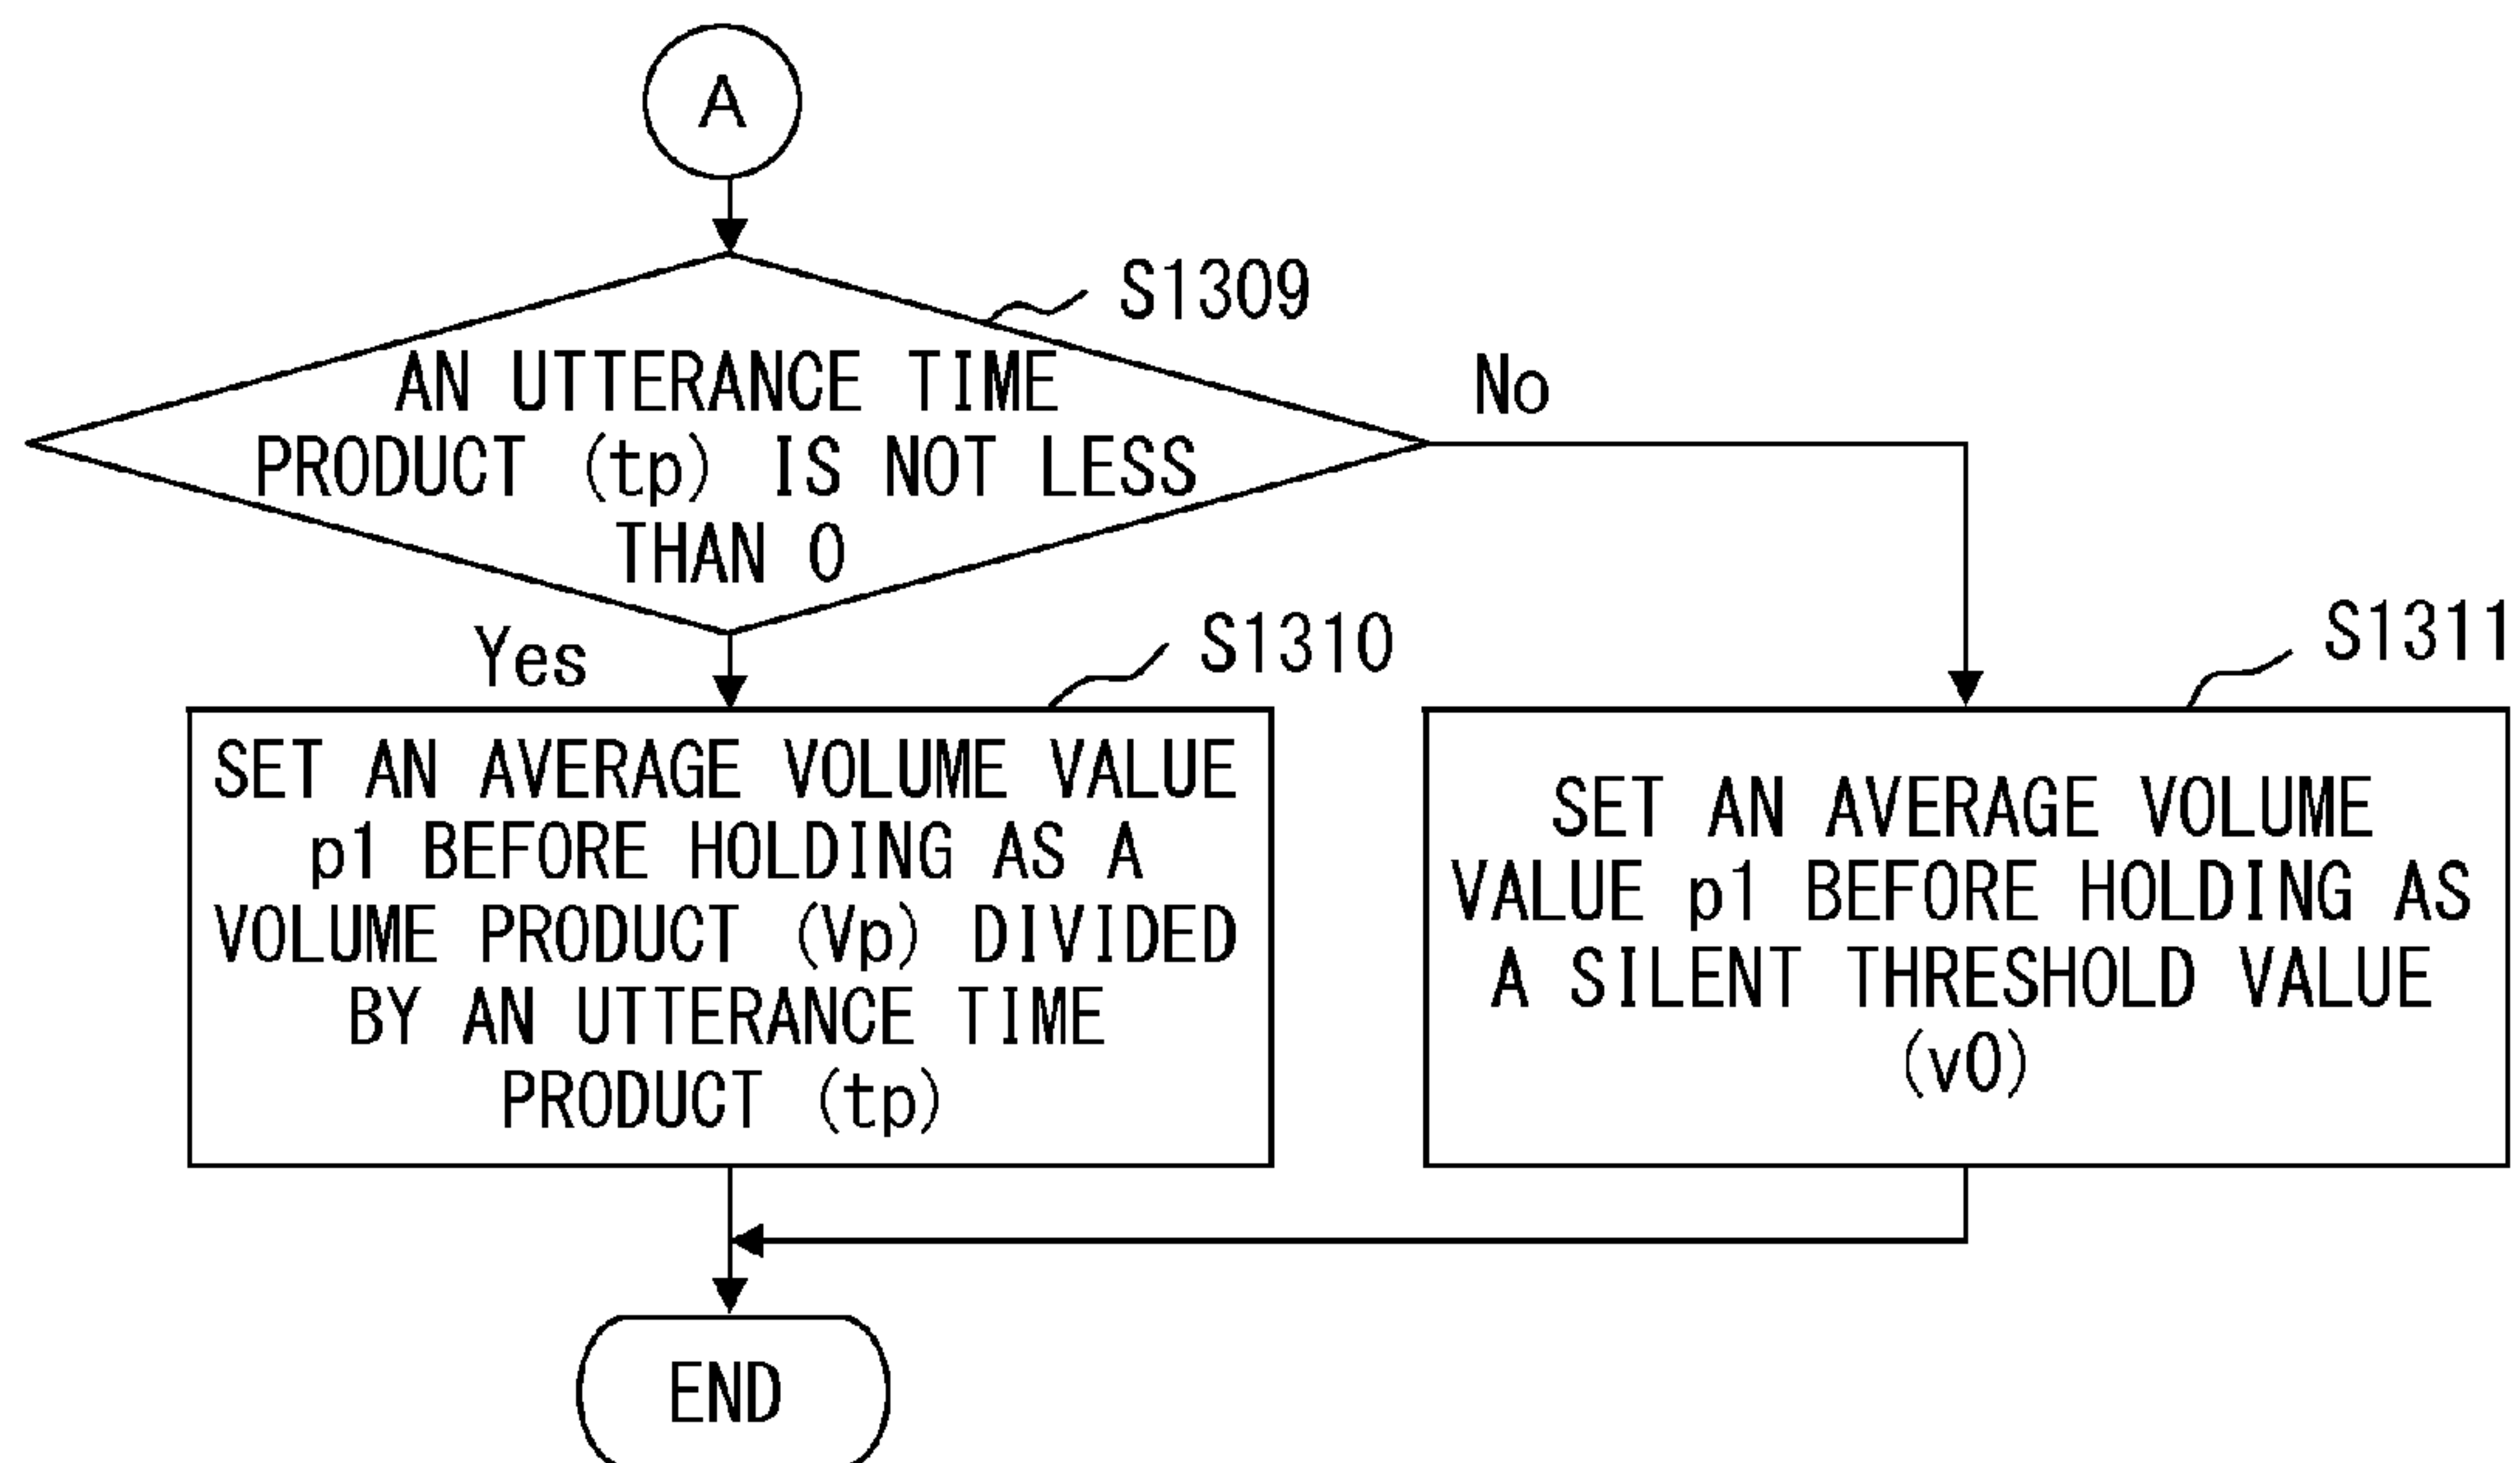 A
S1309
AN UTTERANCE TIME
PRODUCT (tp) IS NOT LESS
THAN 0
No
Yes
S1310
S1311
SET AN AVERAGE VOLUME VALUE
p1 BEFORE HOLDING AS A
VOLUME PRODUCT (Vp) DIVIDED
BY AN UTTERANCE TIME
PRODUCT (tp)
SET AN AVERAGE VOLUME
VALUE p1 BEFORE HOLDING AS
A SILENT THRESHOLD VALUE
(v0)
END